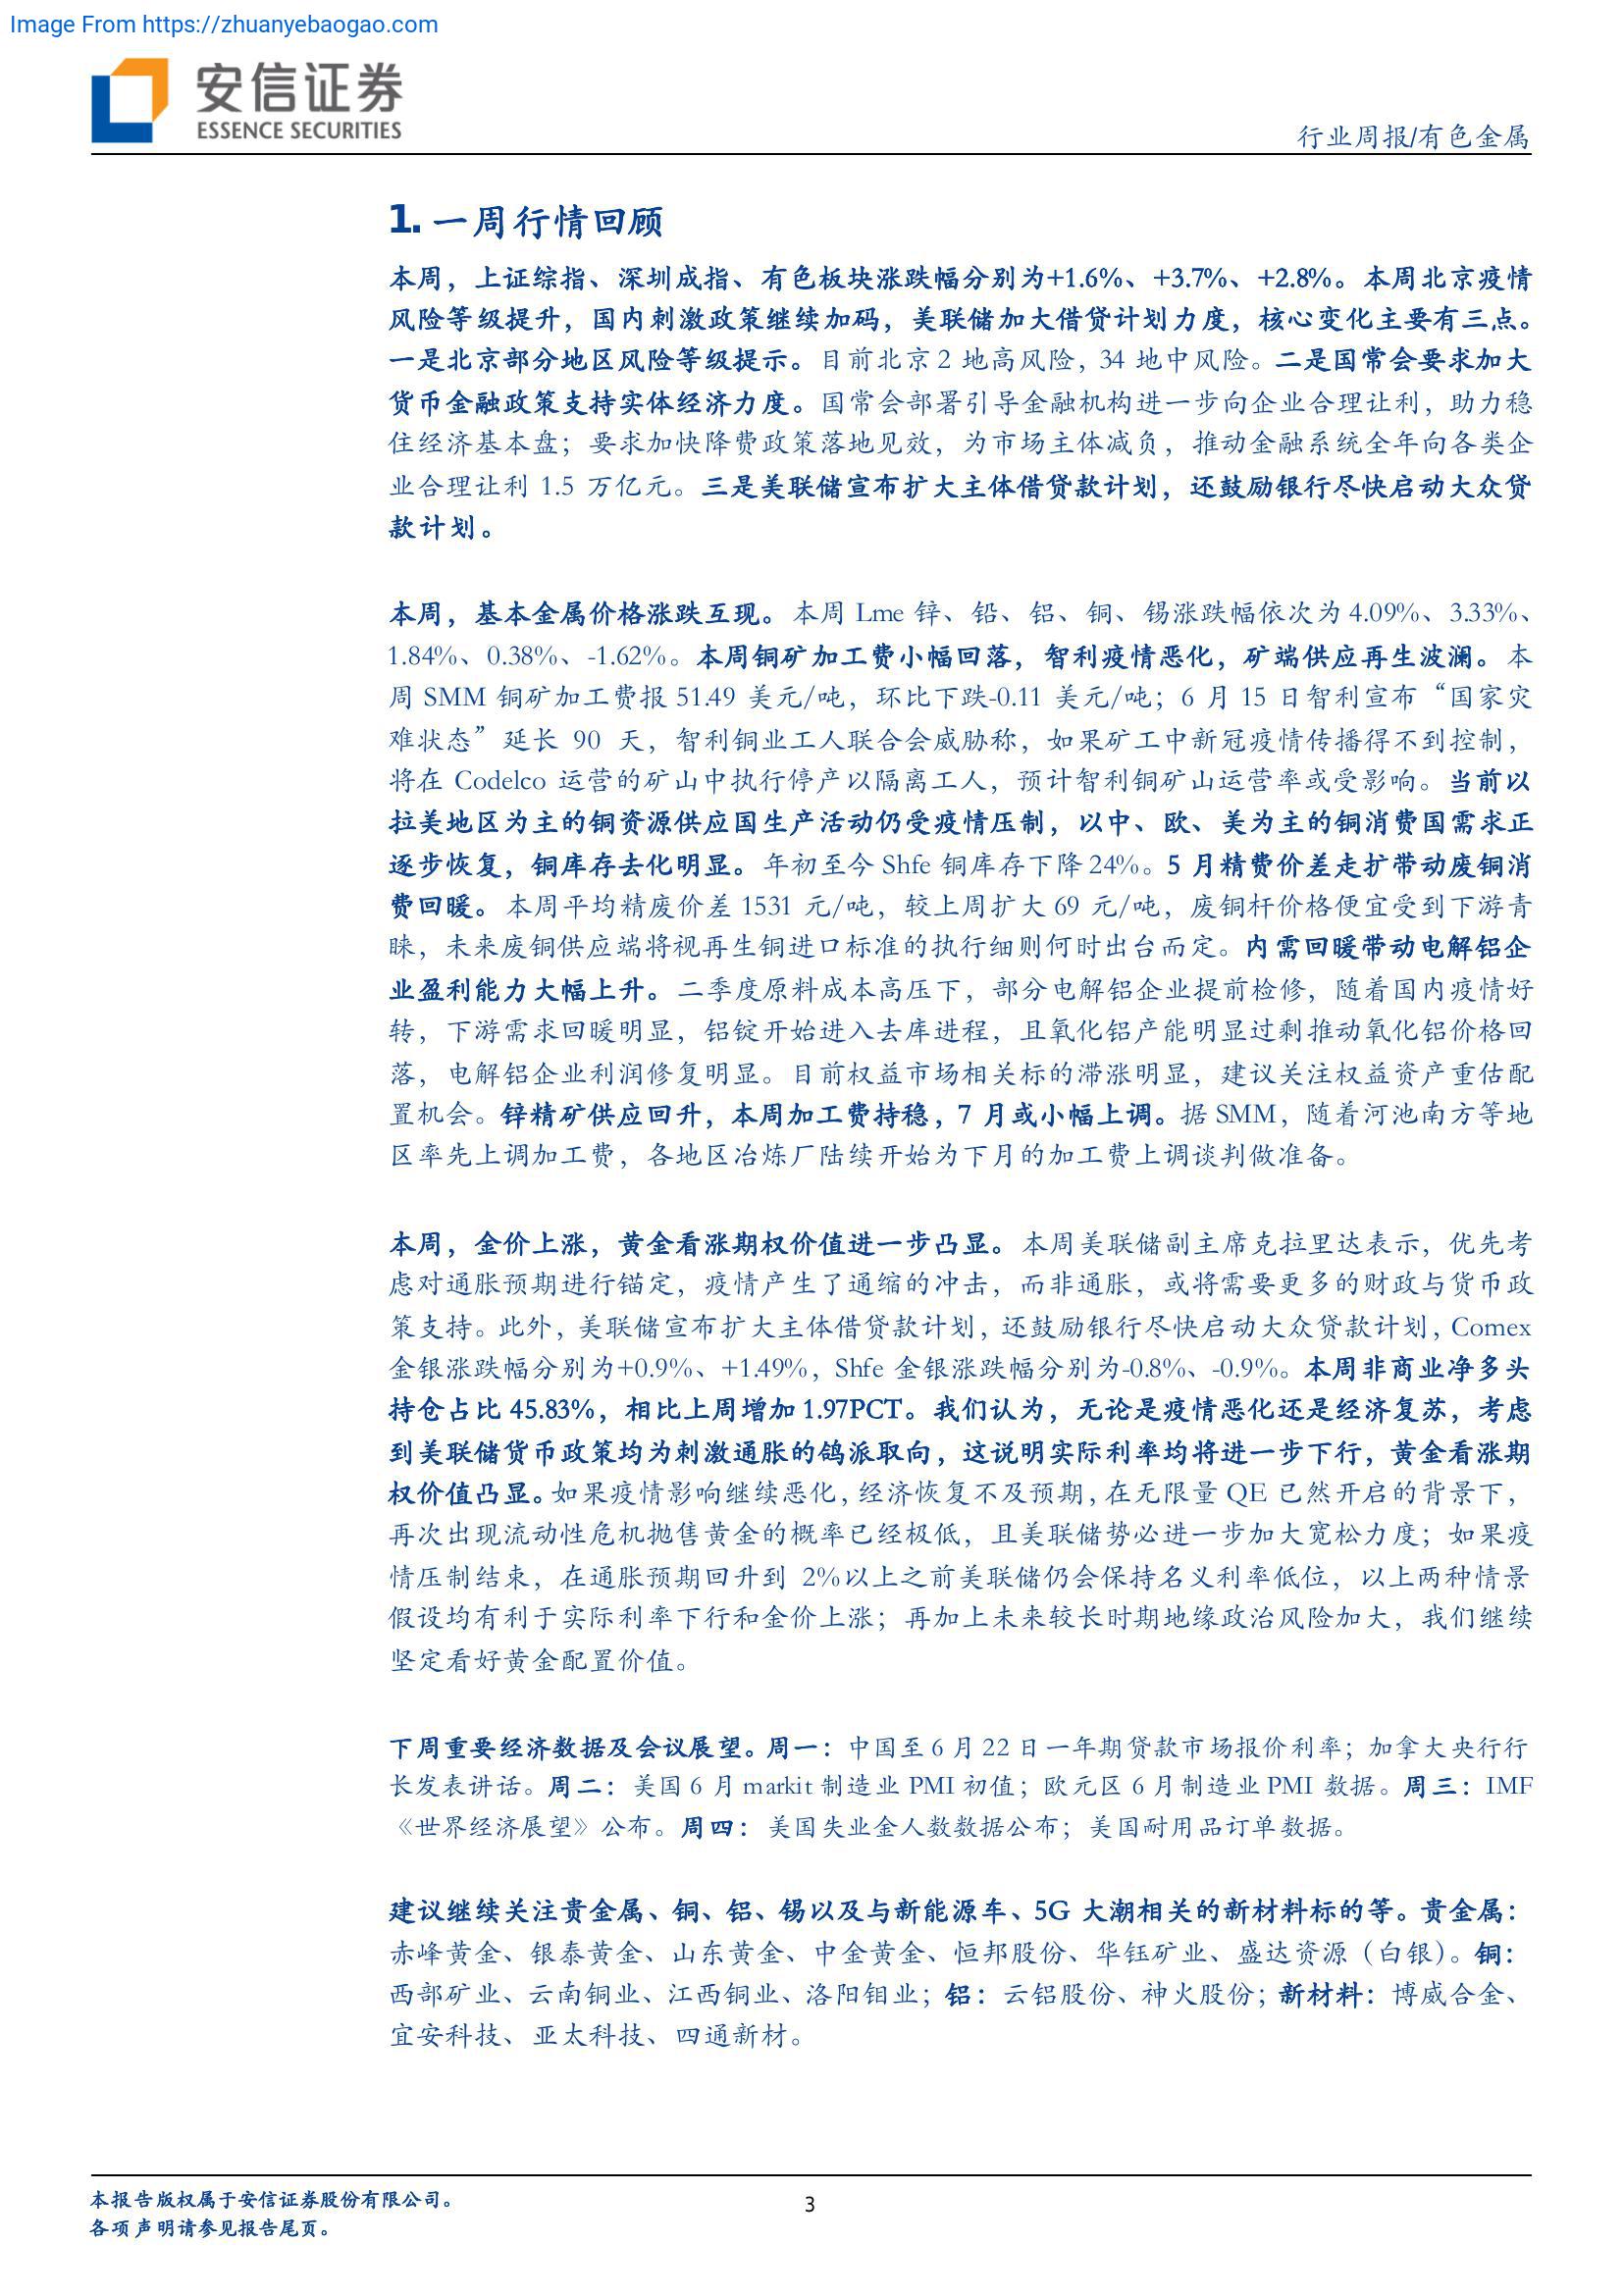 Image From https://zhuanyebaogao.com
安信证券
ESSENCE SECURITIES
行业周报/有色金属
1. 一周行情回顾
本周，上证综指、深圳成指、有色板块涨跌幅分别为+1.6%、+3.7%、+2.8%。本周北京疫情
风险等级提升，国内刺激政策继续加码，美联储加大借贷计划力度，核心变化主要有三点。
一是北京部分地区风险等级提示。目前北京 2 地高风险，34 地中风险。二是国常会要求加大
货币金融政策支持实体经济力度。国常会部署引导金融机构进一步向企业合理让利，助力稳
住经济基本盘；要求加快降费政策落地见效，为市场主体减负，推动金融系统全年向各类企
业合理让利 1.5 万亿元。三是美联储宣布扩大主体借贷款计划，还鼓励银行尽快启动大众贷
款计划。
本周，基本金属价格涨跌互现。本周 Lme 锌、铅、铝、铜、锡涨跌幅依次为 4.09%、3.33%、
1.84%、0.38%、-1.62%。本周铜矿加工费小幅回落，智利疫情恶化，矿端供应再生波澜。本
周 SMM 铜矿加工费报 51.49 美元/吨，环比下跌-0.11 美元/吨；6 月 15 日智利宣布“国家灾
难状态”延长 90 天，智利铜业工人联合会威胁称，如果矿工中新冠疫情传播得不到控制，
将在 Codelco 运营的矿山中执行停产以隔离工人，预计智利铜矿山运营率或受影响。当前以
拉美地区为主的铜资源供应国生产活动仍受疫情压制，以中、欧、美为主的铜消费国需求正
逐步恢复，铜库存去化明显。年初至今 Shfe 铜库存下降 24%。5 月精费价差走扩带动废铜消
费回暖。本周平均精废价差 1531 元/吨，较上周扩大 69 元/吨，废铜杆价格便宜受到下游青
睐，未来废铜供应端将视再生铜进口标准的执行细则何时出台而定。内需回暖带动电解铝企
业盈利能力大幅上升。二季度原料成本高压下，部分电解铝企业提前检修，随着国内疫情好
转，下游需求回暖明显，铝锭开始进入去库进程，且氧化铝产能明显过剩推动氧化铝价格回
落，电解铝企业利润修复明显。目前权益市场相关标的滞涨明显，建议关注权益资产重估配
置机会。锌精矿供应回升，本周加工费持稳，7 月或小幅上调。据 SMM，随着河池南方等地
区率先上调加工费，各地区冶炼厂陆续开始为下月的加工费上调谈判做准备。
本周，金价上涨，黄金看涨期权价值进一步凸显。本周美联储副主席克拉里达表示，优先考
虑对通胀预期进行锚定，疫情产生了通缩的冲击，而非通胀，或将需要更多的财政与货币政
策支持。此外，美联储宣布扩大主体借贷款计划，还鼓励银行尽快启动大众贷款计划，Comex
金银涨跌幅分别为+0.9%、+1.49%，Shfe 金银涨跌幅分别为-0.8%、-0.9%。本周非商业净多头
持仓占比 45.83%，相比上周增加 1.97PCT。我们认为，无论是疫情恶化还是经济复苏，考虑
到美联储货币政策均为刺激通胀的鸽派取向，这说明实际利率均将进一步下行，黄金看涨期
权价值凸显。如果疫情影响继续恶化，经济恢复不及预期，在无限量 QE 已然开启的背景下，
再次出现流动性危机抛售黄金的概率已经极低，且美联储势必进一步加大宽松力度；如果疫
情压制结束，在通胀预期回升到 2%以上之前美联储仍会保持名义利率低位，以上两种情景
假设均有利于实际利率下行和金价上涨；再加上未来较长时期地缘政治风险加大，我们继续
坚定看好黄金配置价值。
下周重要经济数据及会议展望。周一：中国至 6 月 22 日一年期贷款市场报价利率；加拿大央行行
长发表讲话。周二：美国 6 月 markit 制造业 PMI 初值；欧元区 6 月制造业 PMI 数据。周三：IMF
《世界经济展望》公布。周四：美国失业金人数数据公布；美国耐用品订单数据。
建议继续关注贵金属、铜、铝、锡以及与新能源车、5G 大潮相关的新材料标的等。贵金属：
赤峰黄金、银泰黄金、山东黄金、中金黄金、恒邦股份、华钰矿业、盛达资源（白银）。铜：
西部矿业、云南铜业、江西铜业、洛阳钼业；铝：云铝股份、神火股份；新材料：博威合金、
宜安科技、亚太科技、四通新材。
本报告版权属于安信证券股份有限公司。
3
各项声明请参见报告尾页。